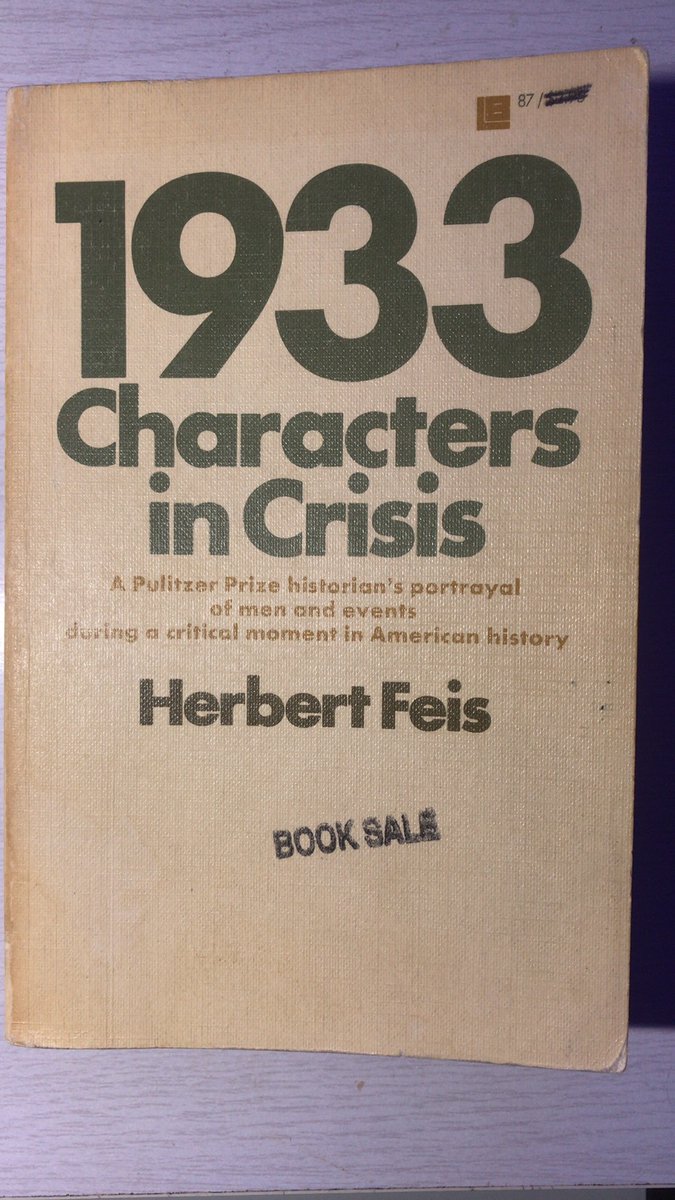 LB 87 /
1933
Characters
in Crisis
A Pulitzer Prize historian's portrayal
of men and events
during a critical moment in American history
Herbert Feis
BOOK SALE